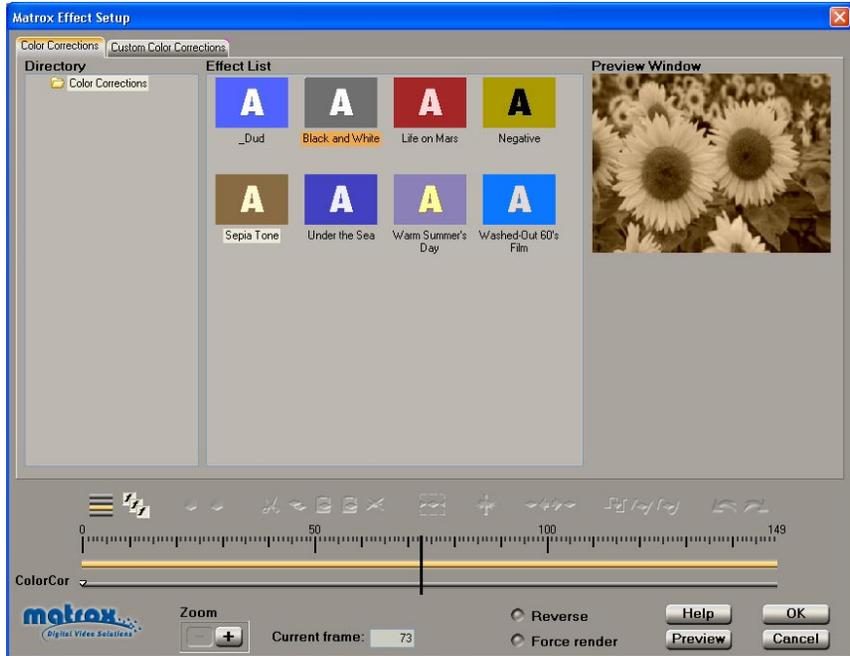 Matrox Effect Setup
Color Corrections
Custom Color Corrections
Directory
Effect List
Preview Window
Color Corrections
A
A
A
A
_Dud
Black and White
Life on Mars
Negative
A
A
A
A
Sepia Tone
Under the Sea
Warm Summer's
Day
Washed-Out 60's
Film
0
50
100
149
ColorCor
matrox
Digital Video Solutions
Zoom
- +
Current frame: 73
Reverse
Force render
Help
OK
Preview
Cancel